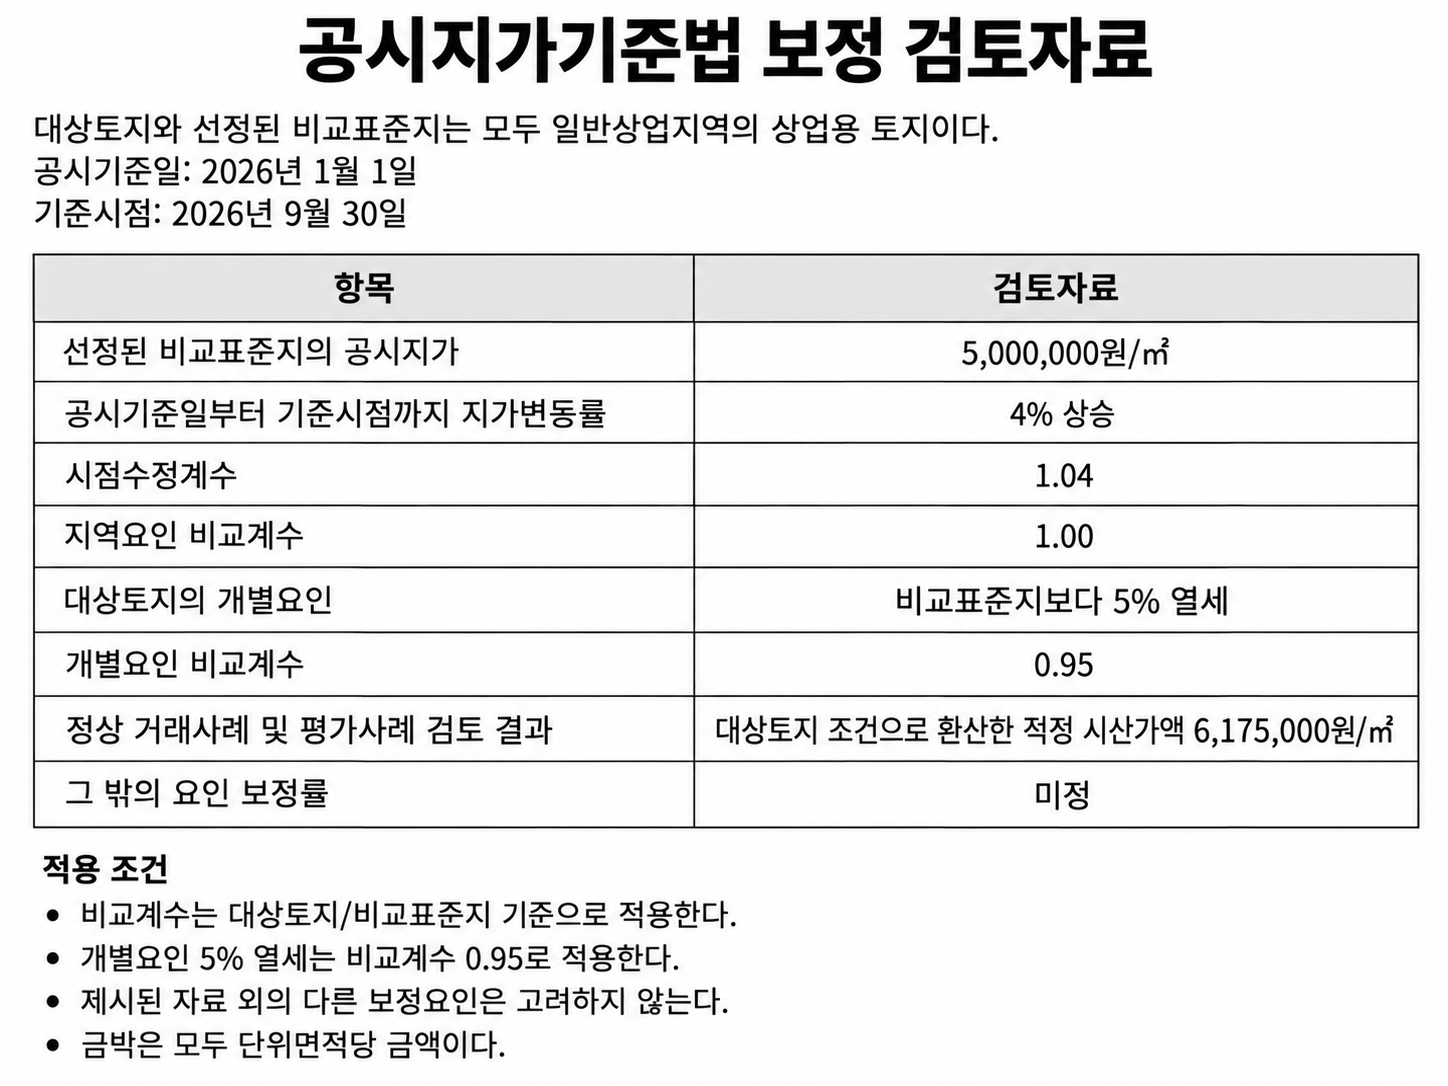 공시지가기준법 보정 검토자료
대상토지와 선정된 비교표준지는 모두 일반상업지역의 상업용 토지이다.
공시기준일: 2026년 1월 1일
기준시점: 2026년 9월 30일
항목 검토자료
선정된 비교표준지의 공시지가 5,000,000원/㎡
공시기준일부터 기준시점까지 지가변동률 4% 상승
시점수정계수 1.04
지역요인 비교계수 1.00
대상토지의 개별요인 비교표준지보다 5% 열세
개별요인 비교계수 0.95
정상 거래사례 및 평가사례 검토 결과 대상토지 조건으로 환산한 적정 시산가액 6,175,000원/㎡
그 밖의 요인 보정률 미정
적용 조건
• 비교계수는 대상토지/비교표준지 기준으로 적용한다.
• 개별요인 5% 열세는 비교계수 0.95로 적용한다.
• 제시된 자료 외의 다른 보정요인은 고려하지 않는다.
• 금박은 모두 단위면적당 금액이다.